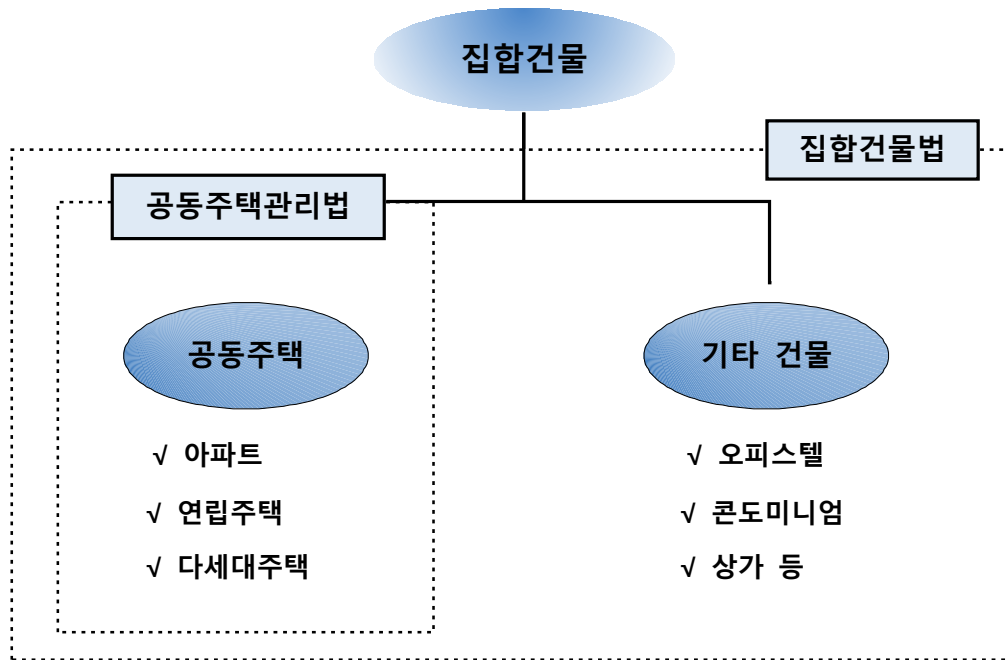 집합건물
집합건물법
공동주택관리법
공동주택
기타 건물
√ 아파트
√ 오피스텔
√ 연립주택
√ 콘도미니엄
√ 다세대주택
√ 상가 등